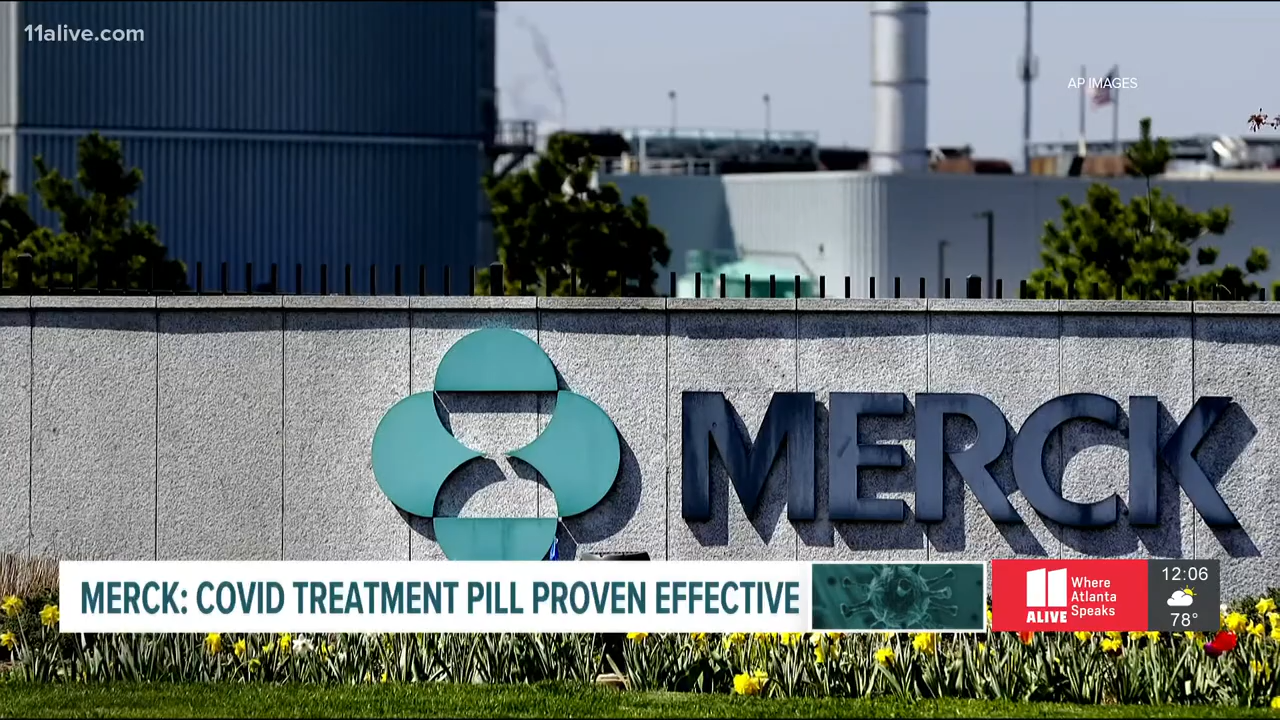 11alive.com
AP IMAGES
MERCK
MERCK: COVID TREATMENT PILL PROVEN EFFECTIVE
11
ALIVE
Where
Atlanta
Speaks
12:06
78°